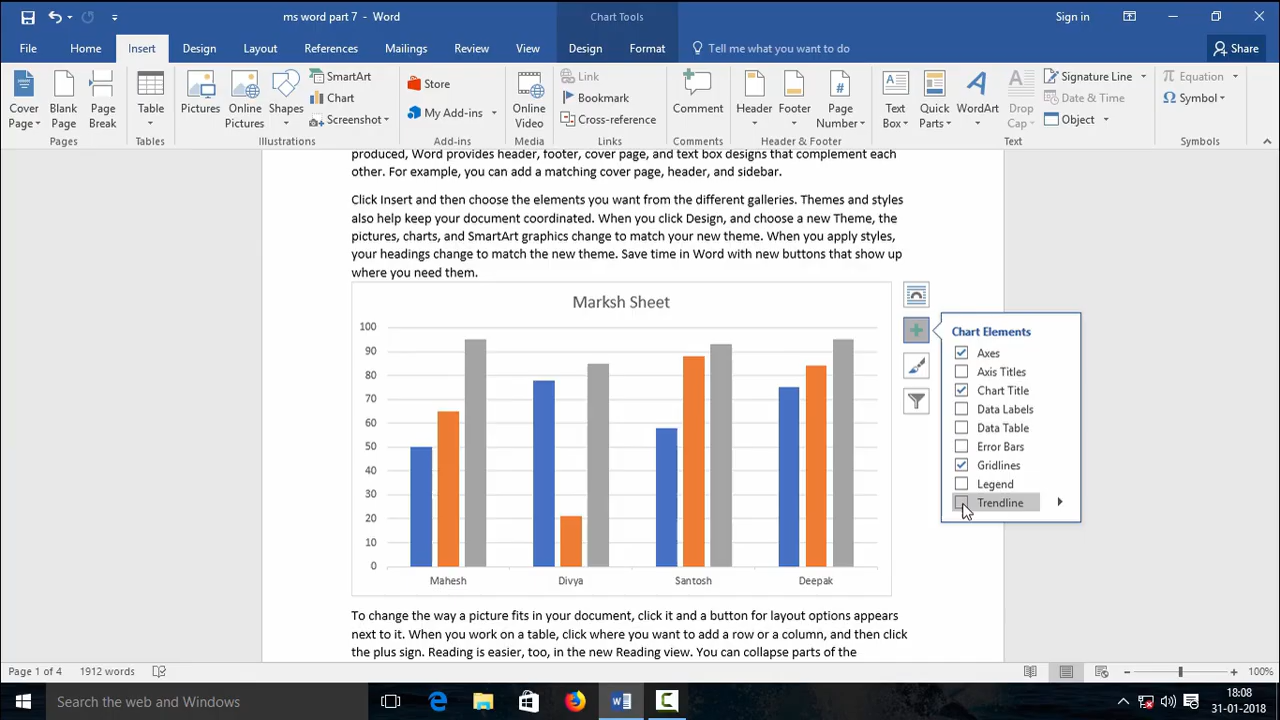 ms word part 7 - Word
Chart Tools
Sign in
File Home Insert Design Layout References Mailings Review View Design Format Tell me what you want to do Share
Cover Page
Blank Page
Page Break
Pages
Table
Tables
Pictures
Online Pictures
Shapes
SmartArt
Chart
Screenshot
Illustrations
Store
My Add-ins
Add-ins
Online Video
Media
Link
Bookmark
Cross-reference
Links
Comment
Comments
Header
Footer
Page Number
Header & Footer
Text Box
Quick Parts
WordArt
Drop Cap
Signature Line
Date & Time
Object
Text
Equation
Symbol
Symbols
produced, Word provides header, footer, cover page, and text box designs that complement each
other. For example, you can add a matching cover page, header, and sidebar.
Click Insert and then choose the elements you want from the different galleries. Themes and styles
also help keep your document coordinated. When you click Design, and choose a new Theme, the
pictures, charts, and SmartArt graphics change to match your new theme. When you apply styles,
your headings change to match the new theme. Save time in Word with new buttons that show up
where you need them.
Marksh Sheet
100
90
80
70
60
50
40
30
20
10
0
Mahesh Divya Santosh Deepak
Chart Elements
Axes
Axis Titles
Chart Title
Data Labels
Data Table
Error Bars
Gridlines
Legend
Trendline
To change the way a picture fits in your document, click it and a button for layout options appears
next to it. When you work on a table, click where you want to add a row or a column, and then click
the plus sign. Reading is easier, too, in the new Reading view. You can collapse parts of the
Page 1 of 4 1912 words 100%
Search the web and Windows
18:08
31-01-2018